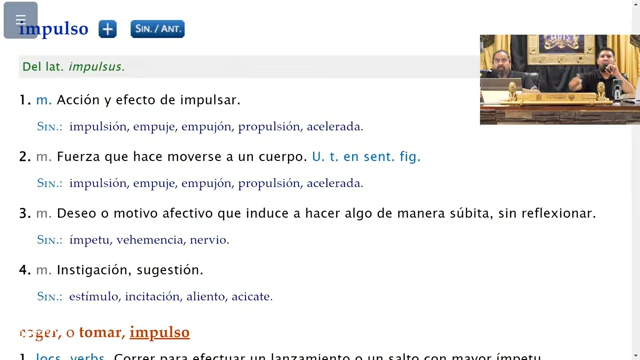 impulso + SIN. / ANT.
Del lat. impulsus.
1. m. Acción y efecto de impulsar.
SIN.: impulsión, empuje, empujón, propulsión, acelerada.
2. m. Fuerza que hace moverse a un cuerpo. U. t. en sent. fig.
SIN.: impulsión, empuje, empujón, propulsión, acelerada.
3. m. Deseo o motivo afectivo que induce a hacer algo de manera súbita, sin reflexionar.
SIN.: ímpetu, vehemencia, nervio.
4. m. Instigación, sugestión.
SIN.: estímulo, incitación, aliento, acicate.
coger, o tomar, impulso
1. locs. verbs. Correr para efectuar un lanzamiento o un salto con mayor ímpetu.